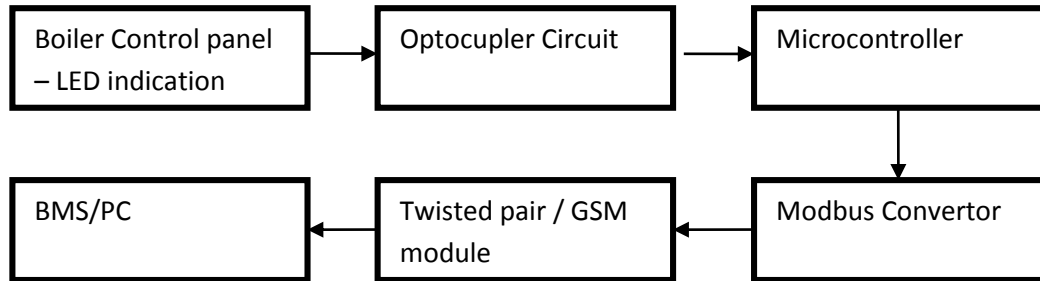 Boiler Control panel
– LED indication
Optocupler Circuit
Microcontroller
BMS/PC
Twisted pair / GSM
module
Modbus Convertor